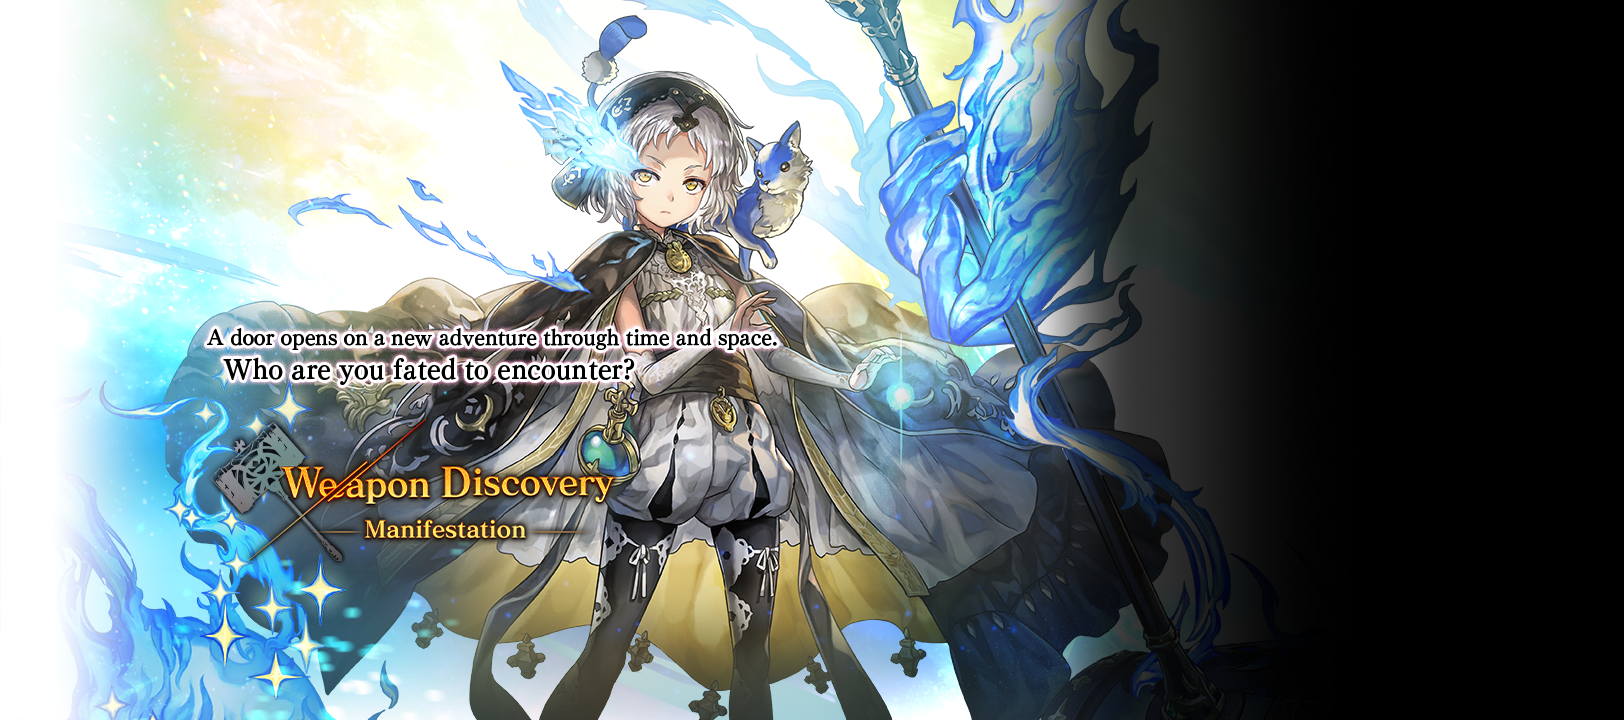 A door opens on a new adventure through time and space.
Who are you fated to encounter?
Weapon Discovery
Manifestation